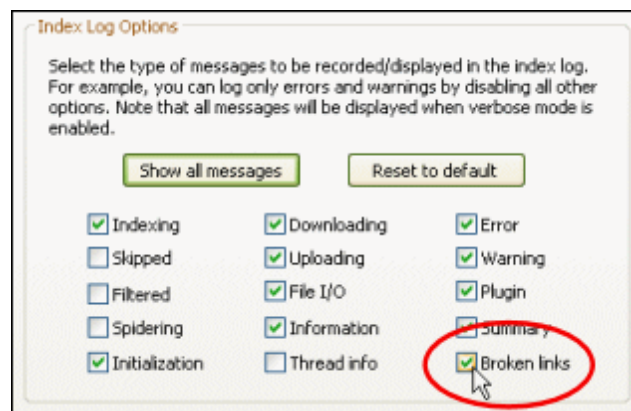 Index Log Options
Select the type of messages to be recorded/displayed in the index log.
For example, you can log only errors and warnings by disabling all other
options. Note that all messages will be displayed when verbose mode is
enabled.
Show all messages Reset to default
Indexing Downloading Error
Skipped Uploading Warning
Filtered File I/O Plugin
Spidering Information Summary
Initialization Thread info Broken links